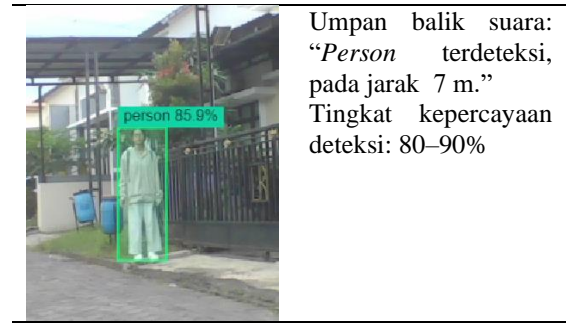 person 85.9%
Umpan balik suara:
“Person terdeteksi,
pada jarak 7 m.”
Tingkat kepercayaan
deteksi: 80–90%